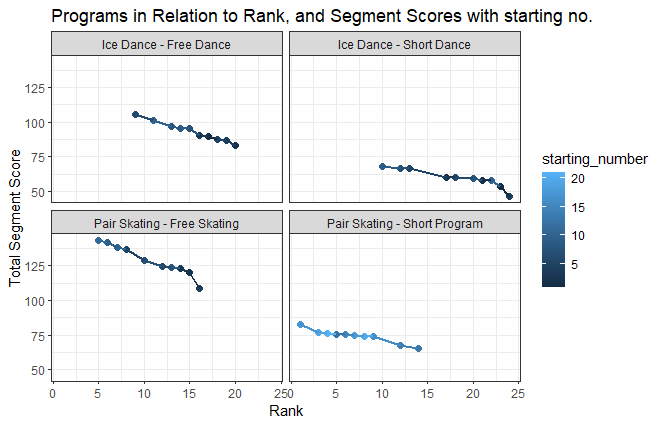 Programs in Relation to Rank, and Segment Scores with starting no.
Ice Dance - Free Dance
Ice Dance - Short Dance
125
100
75
50
Pair Skating - Free Skating
Pair Skating - Short Program
125
100
75
50
Total Segment Score
0 5 10 15 20 25 0 5 10 15 20 25
Rank
starting_number
20
15
10
5